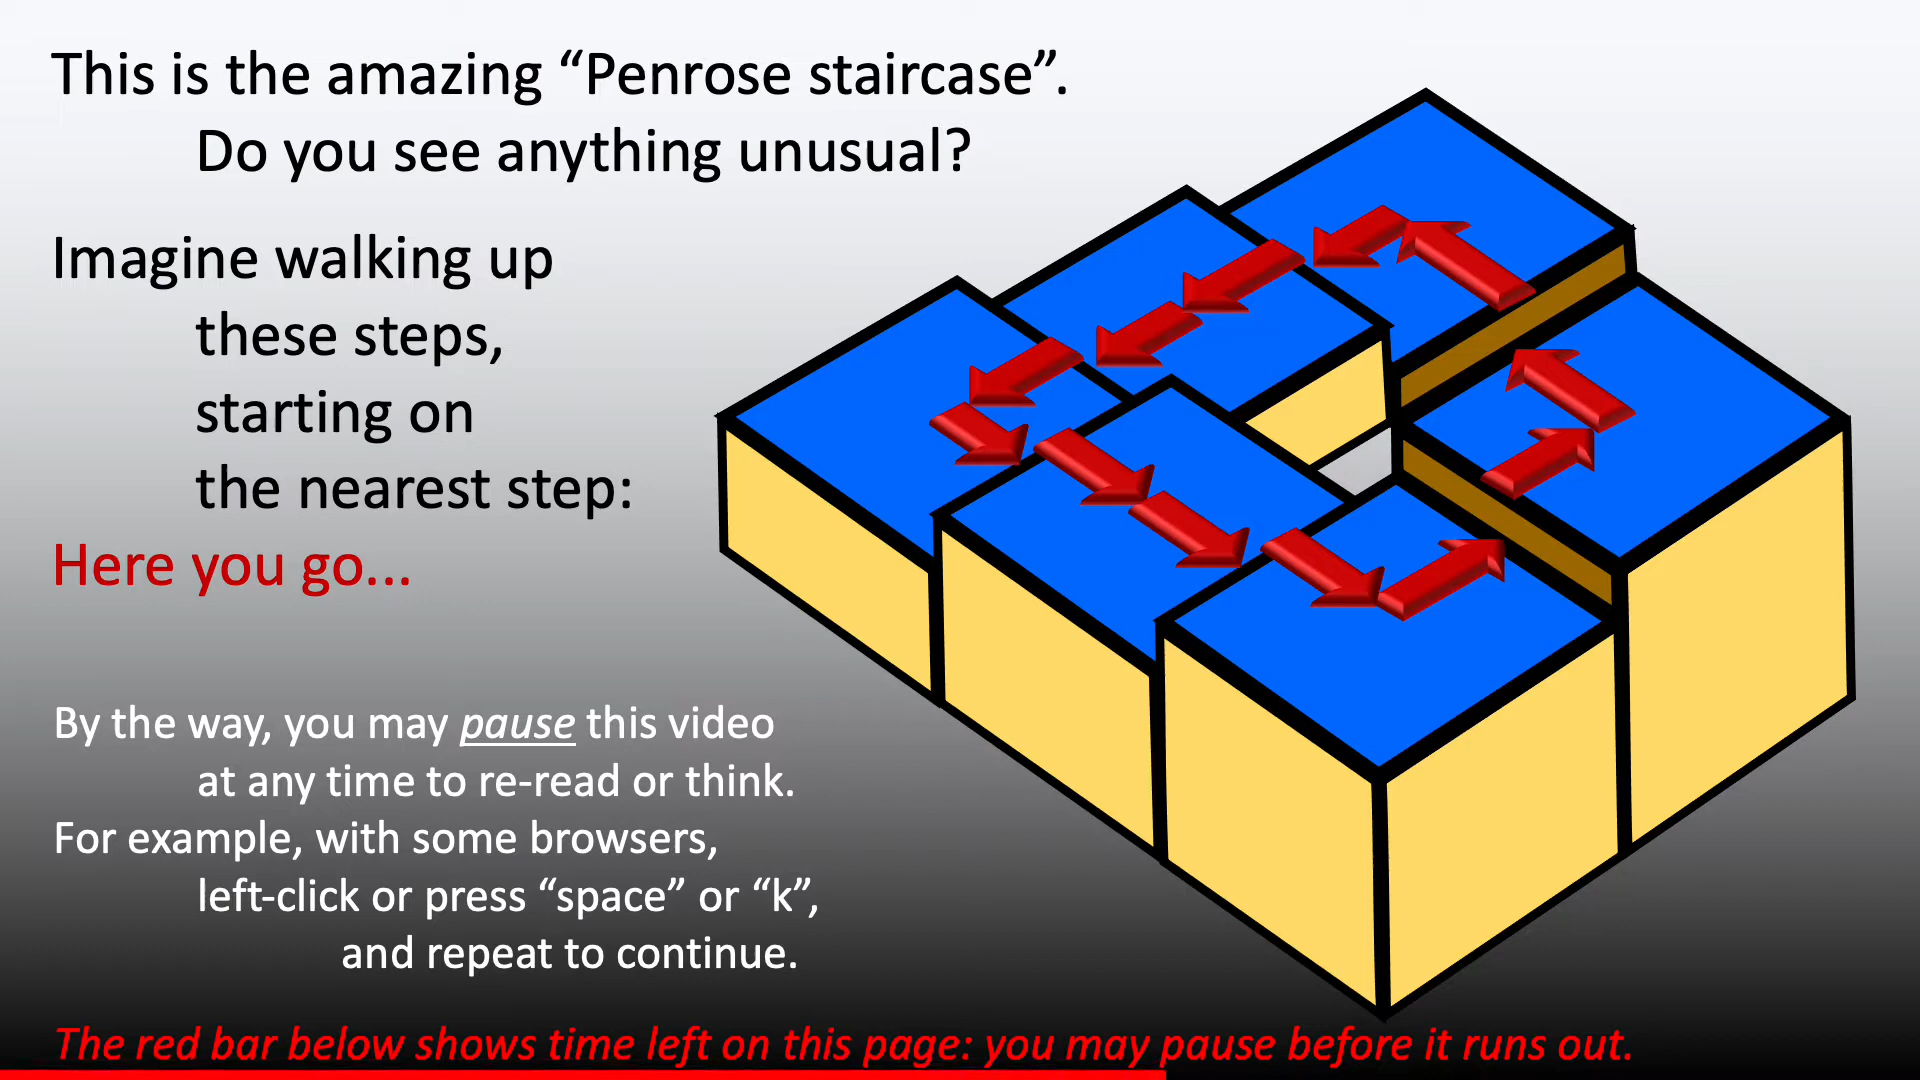 This is the amazing “Penrose staircase”.
Do you see anything unusual?
Imagine walking up
these steps,
starting on
the nearest step:
Here you go...
By the way, you may pause this video
at any time to re-read or think.
For example, with some browsers,
left-click or press “space” or “k”,
and repeat to continue.
The red bar below shows time left on this page: you may pause before it runs out.